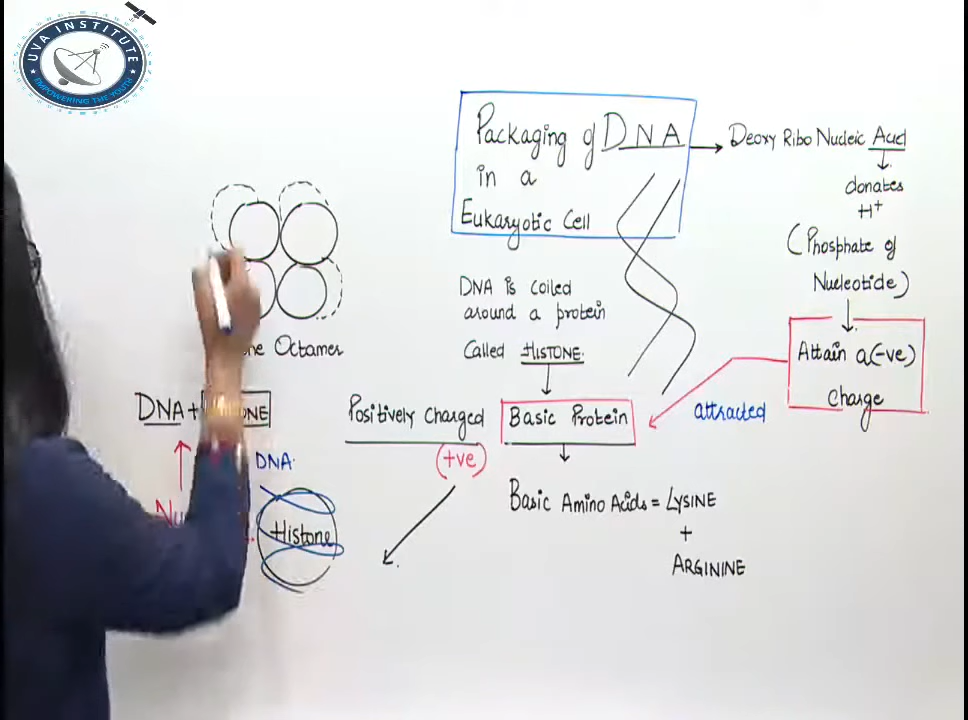 UVA INSTITUTE
EMPOWERING THE YOUTH
Packaging of DNA
in a
Eukaryotic Cell
Deoxy Ribo Nucleic Acid
donates
H+
(Phosphate of
Nucleotide)
Attain a (-ve)
Charge
DNA is coiled
around a protein
Called HISTONE.
attracted
Octamer
DNA +
Positively Charged
(+ve)
Basic Protein
DNA.
Histone
Basic Amino Acids = LYSINE
+
ARGININE